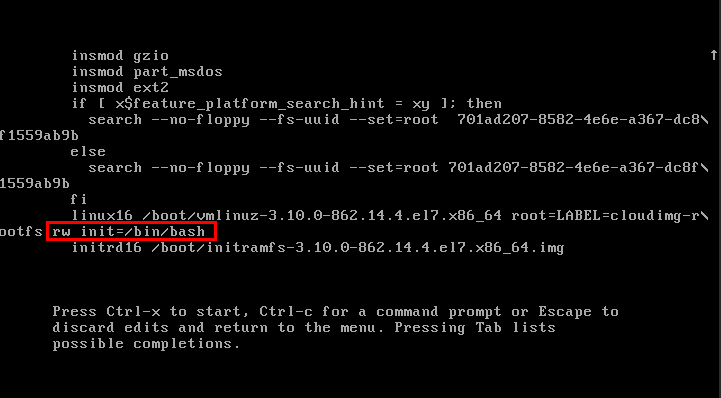 insmod gzio
insmod part_msdos
insmod ext2
if [ x$feature_platform_search_hint = xy ]; then
search --no-floppy --fs-uuid --set=root  701ad207-8582-4e6e-a367-dc8\
f1559ab9b
else
search --no-floppy --fs-uuid --set=root 701ad207-8582-4e6e-a367-dc8f\
1559ab9b
fi
linux16 /boot/vmlinuz-3.10.0-862.14.4.el7.x86_64 root=LABEL=cloudimg-r\
ootfs rw init=/bin/bash
initrd16 /boot/initramfs-3.10.0-862.14.4.el7.x86_64.img
Press Ctrl-x to start, Ctrl-c for a command prompt or Escape to
discard edits and return to the menu. Pressing Tab lists
possible completions.